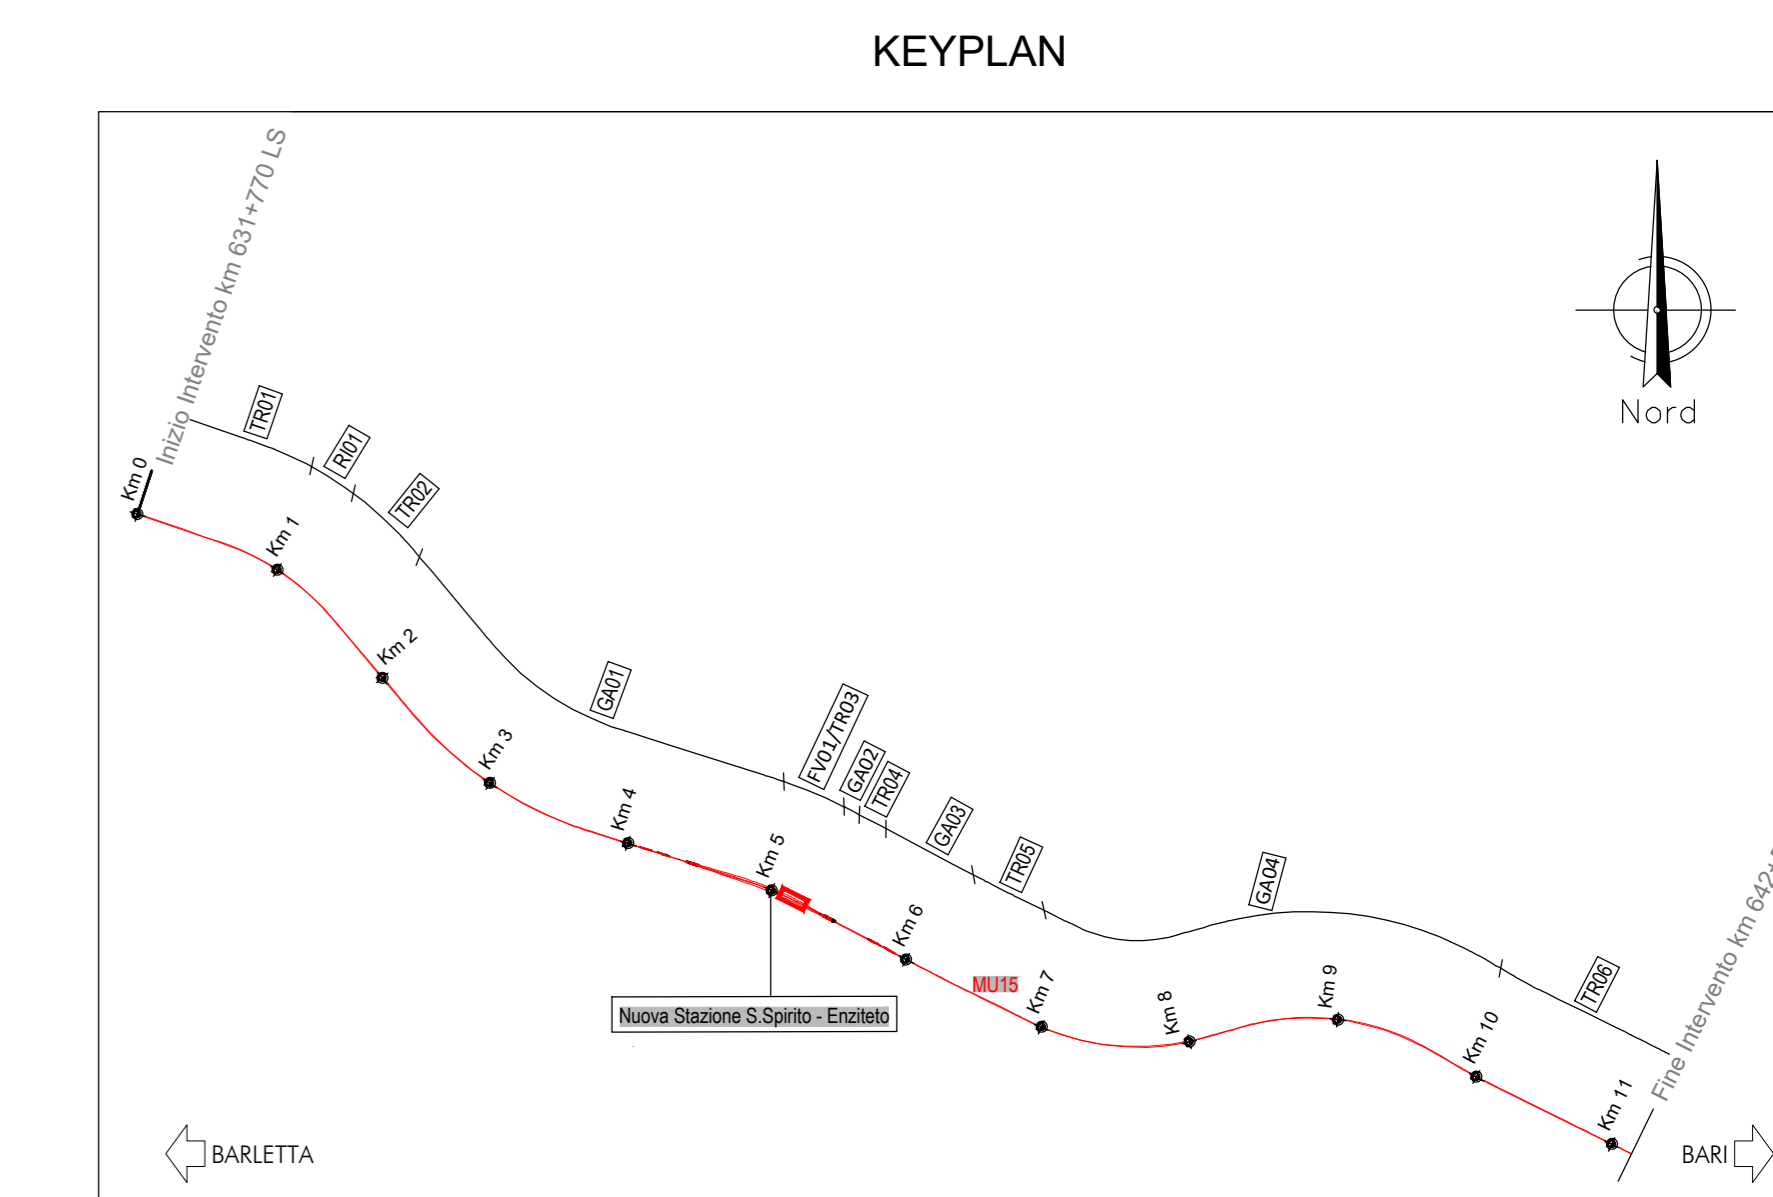 KEYPLAN
Inizio Intervento km 631+770 LS
Nord
TR01
RI01
TR02
GA01
FV01/TR03
GA02
TR04
GA03
TR05
GA04
TR06
Km 0
Km 1
Km 2
Km 3
Km 4
Km 5
Km 6
MU15
Km 7
Km 8
Km 9
Km 10
Km 11
Nuova Stazione S.Spirito - Enziteto
Fine Intervento km 642+
BARLETTA
BARI